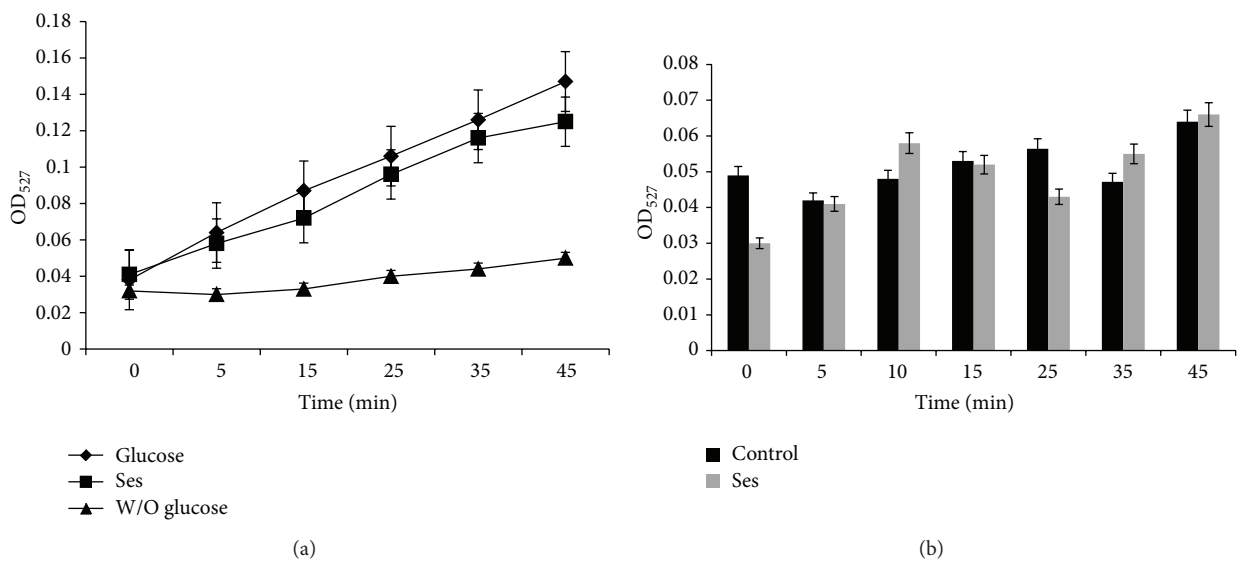 0.18
0.16
0.14
0.12
0.1
0.08
0.06
0.04
0.02
0
OD527
0 5 15 25 35 45
Time (min)
Glucose
Ses
W/O glucose
(a)
0.08
0.07
0.06
0.05
0.04
0.03
0.02
0.01
0
OD527
0 5 10 15 25 35 45
Time (min)
Control
Ses
(b)